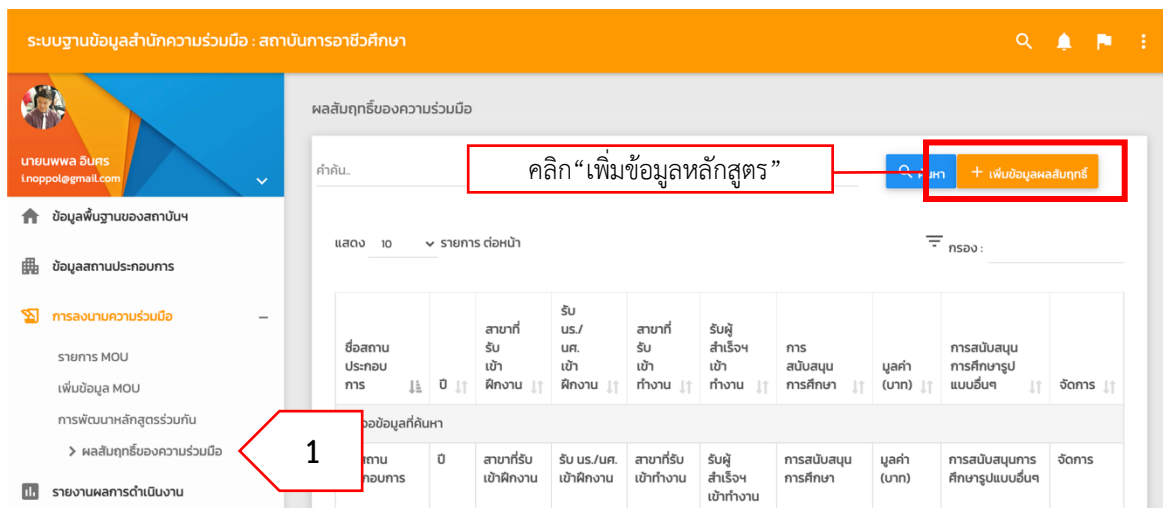 ระบบฐานข้อมูลสำนักความร่วมมือ : สถาบันการอาชีวศึกษา
นายนพพล อินศร
i.noppol@gmail.com
ข้อมูลพื้นฐานของสถาบันฯ
ข้อมูลสถานประกอบการ
การลงนามความร่วมมือ
รายการ MOU
เพิ่มข้อมูล MOU
การพัฒนาหลักสูตรร่วมกัน
ผลสัมฤทธิ์ของความร่วมมือ
รายงานผลการดำเนินงาน
1
ผลสัมฤทธิ์ของความร่วมมือ
คำค้น..
คลิก“เพิ่มข้อมูลหลักสูตร”
+ เพิ่มข้อมูลผลสัมฤทธิ์
แสดง 10 รายการ ต่อหน้า
กรอง :
ชื่อสถาน
ประกอบ
การ
ปี
สาขาที่
รับ
เข้า
ฝึกงาน
รับ
นร./
นศ.
เข้า
ฝึกงาน
สาขาที่
รับ
เข้า
ทำงาน
รับผู้
สำเร็จฯ
เข้า
ทำงาน
การ
สนับสนุน
การศึกษา
มูลค่า
(บาท)
การสนับสนุน
การศึกษารูป
แบบอื่นๆ
จัดการ
ข้อมูลที่ค้นหา
ปี
สาขาที่รับ
เข้าฝึกงาน
รับ นร./นศ.
เข้าฝึกงาน
สาขาที่รับ
เข้าทำงาน
รับผู้
สำเร็จฯ
เข้าทำงาน
การสนับสนุน
การศึกษา
มูลค่า
(บาท)
การสนับสนุนการ
ศึกษารูปแบบอื่นๆ
จัดการ